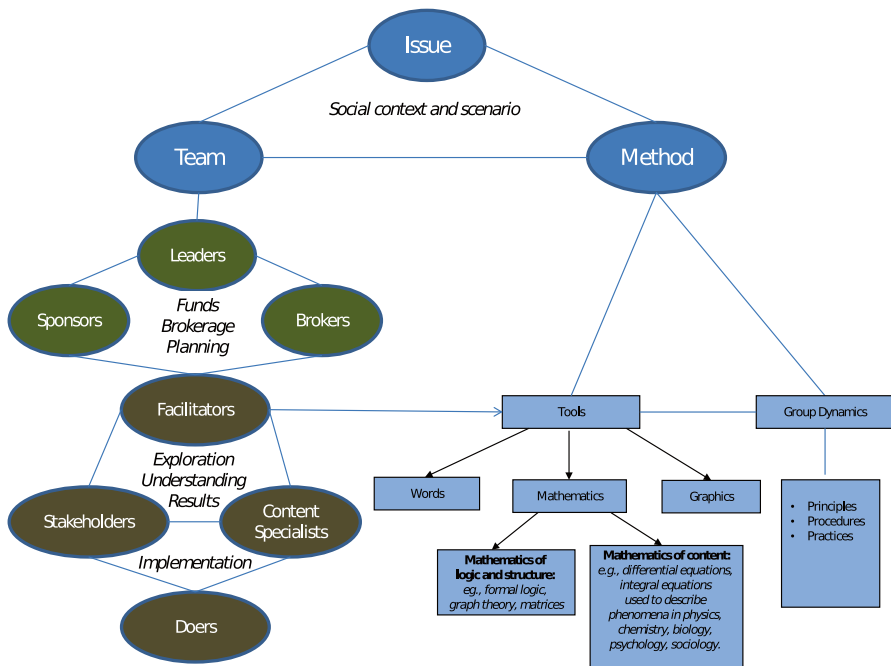 Issue
Social context and scenario
Team
Method
Leaders
Sponsors
Funds
Brokerage
Planning
Brokers
Facilitators
Tools
Group Dynamics
Exploration
Understanding
Results
Words
Mathematics
Graphics
• Principles
• Procedures
• Practices
Stakeholders
Content
Specialists
Implementation
Mathematics of
logic and structure:
eg., formal logic,
graph theory, matrices
Mathematics of content:
e.g., differential equations,
integral equations
used to describe
phenomena in physics,
chemistry, biology,
psychology, sociology.
Doers